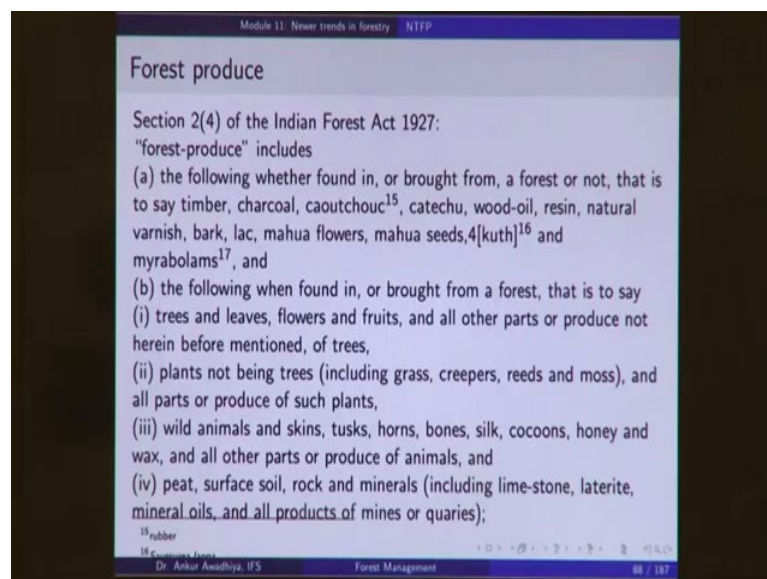 Module 11: Newer trends in forestry NTFP
Forest produce
Section 2(4) of the Indian Forest Act 1927:
"forest-produce" includes
(a) the following whether found in, or brought from, a forest or not, that is
to say timber, charcoal, caoutchouc15, catechu, wood-oil, resin, natural
varnish, bark, lac, mahua flowers, mahua seeds,4[kuth]16 and
myrabolams17, and
(b) the following when found in, or brought from a forest, that is to say
(i) trees and leaves, flowers and fruits, and all other parts or produce not
herein before mentioned, of trees,
(ii) plants not being trees (including grass, creepers, reeds and moss), and
all parts or produce of such plants,
(iii) wild animals and skins, tusks, horns, bones, silk, cocoons, honey and
wax, and all other parts or produce of animals, and
(iv) peat, surface soil, rock and minerals (including lime-stone, laterite,
mineral oils, and all products of mines or quaries);
15 rubber
16
Dr. Ankur Awadhiya, IFS Forest Management 88 / 187